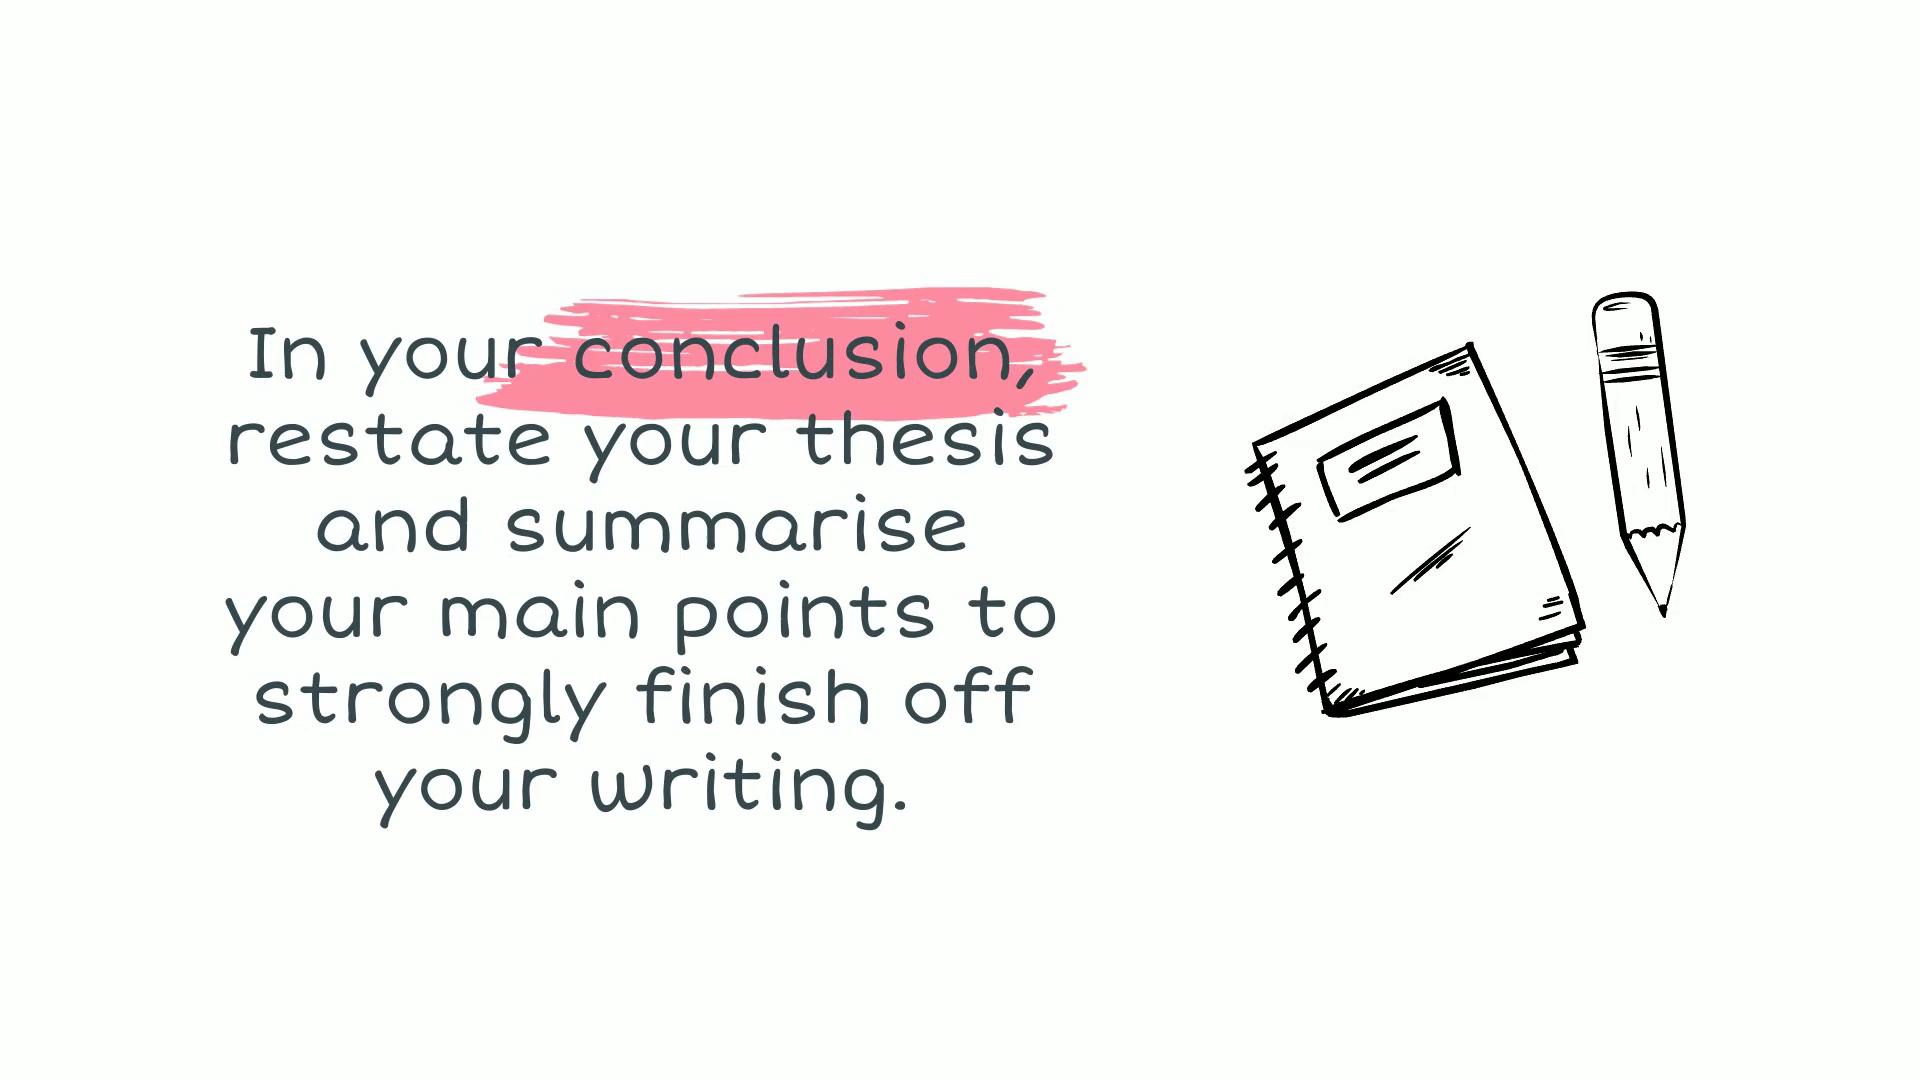 In your conclusion,
restate your thesis
and summarise
your main points to
strongly finish off
your writing.